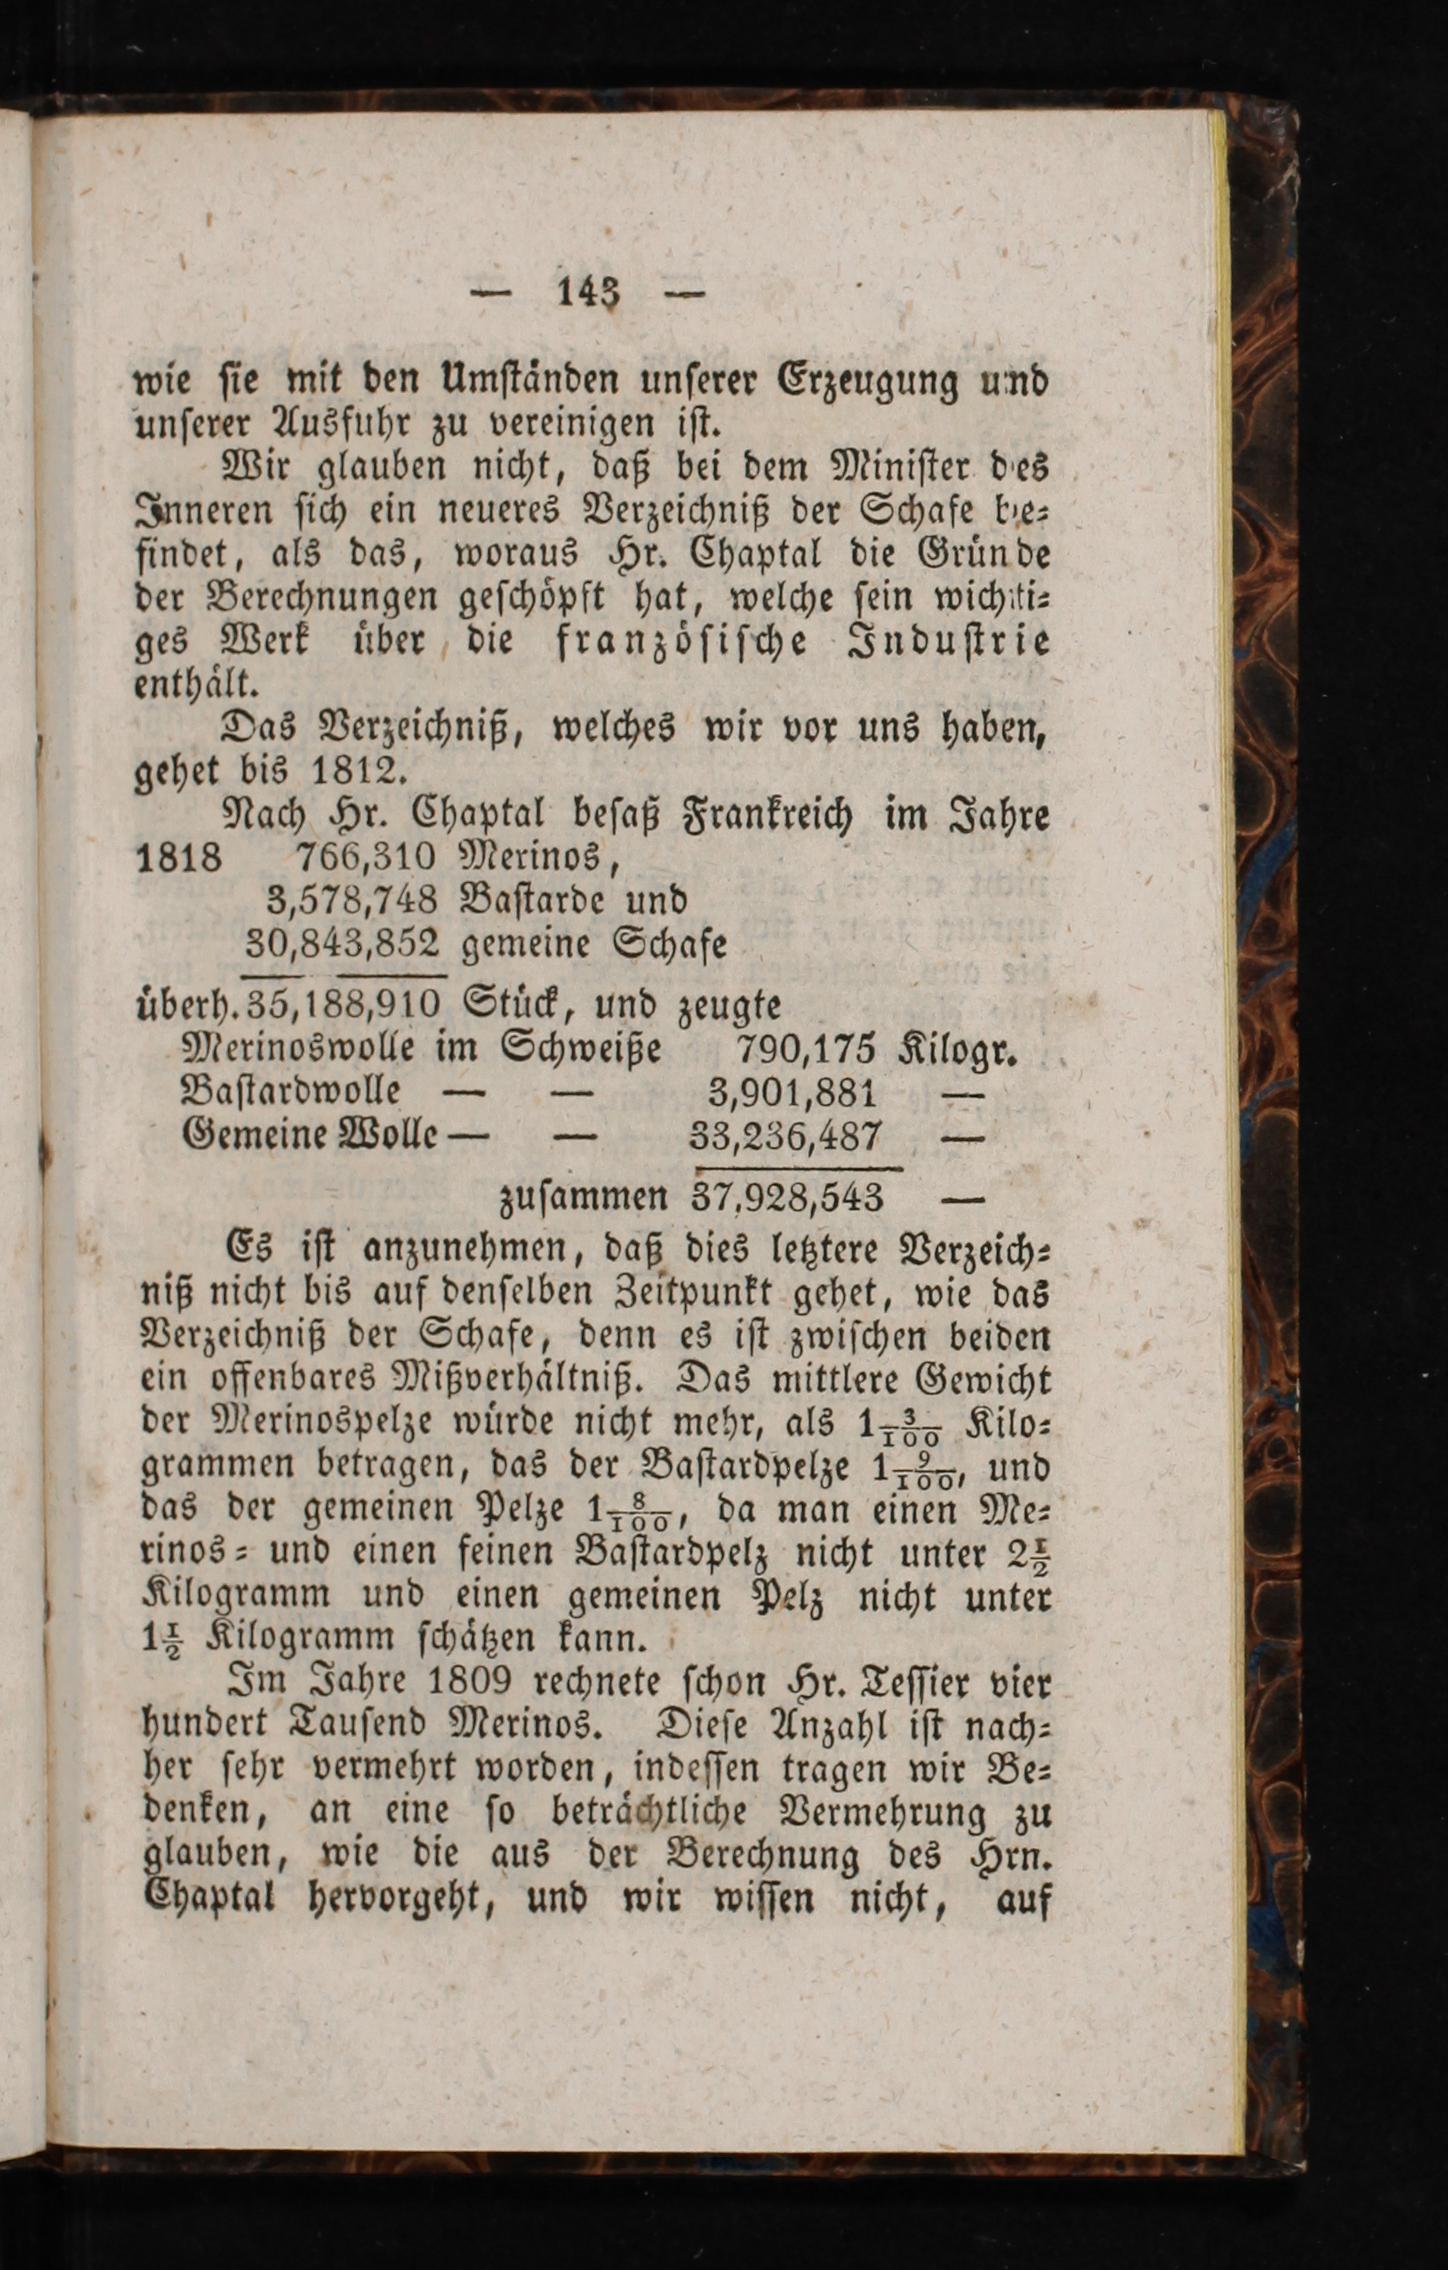 — 143 —
wie ſie mit den Umſtänden unſerer Erzeugung und
unſerer Ausfuhr zu vereinigen iſt.
Wir glauben nicht, daß bei dem Miniſter des
Inneren ſich ein neueres Verzeichniß der Schafe be-
findet, als das, woraus Hr. Chaptal die Gründe
der Berechnungen geſchöpft hat, welche ſein wichti-
ges Werk über die franzöſiſche Induſtrie
enthält.
Das Verzeichniß, welches wir vor uns haben,
gehet bis 1812.
Nach Hr. Chaptal beſaß Frankreich im Jahre
1818 766,310 Merinos,
3,578,748 Baſtarde und
30,843,852 gemeine Schafe
überh. 35,188,910 Stück, und zeugte
Merinoswolle im Schweiße 790,175 Kilogr.
Baſtardwolle — — 3,901,881 —
Gemeine Wolle — — 33,236,487 —
zuſammen 37,928,543 —
Es iſt anzunehmen, daß dies letztere Verzeich-
niß nicht bis auf denſelben Zeitpunkt gehet, wie das
Verzeichniß der Schafe, denn es iſt zwiſchen beiden
ein offenbares Mißverhältniß. Das mittlere Gewicht
der Merinospelze würde nicht mehr, als 1 3/100 Kilo-
grammen betragen, das der Baſtardpelze 1 9/100, und
das der gemeinen Pelze 1 8/100, da man einen Me-
rinos- und einen feinen Baſtardpelz nicht unter 2 1/2
Kilogramm und einen gemeinen Pelz nicht unter
1 1/2 Kilogramm ſchätzen kann.
Im Jahre 1809 rechnete ſchon Hr. Teſſier vier
hundert Tauſend Merinos. Dieſe Anzahl iſt nach-
her ſehr vermehrt worden, indeſſen tragen wir Be-
denken, an eine ſo beträchtliche Vermehrung zu
glauben, wie die aus der Berechnung des Hrn.
Chaptal hervorgeht, und wir wiſſen nicht, auf